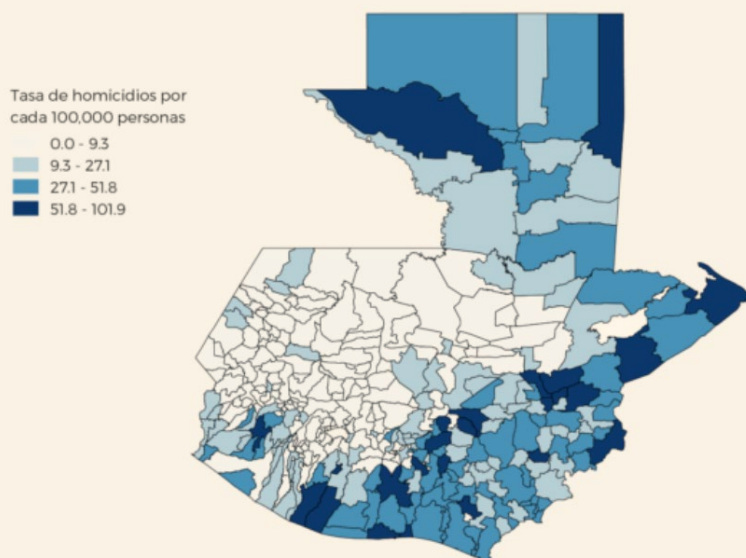 Tasa de homicidios por
cada 100,000 personas
0.0 - 9.3
9.3 - 27.1
27.1 - 51.8
51.8 - 101.9